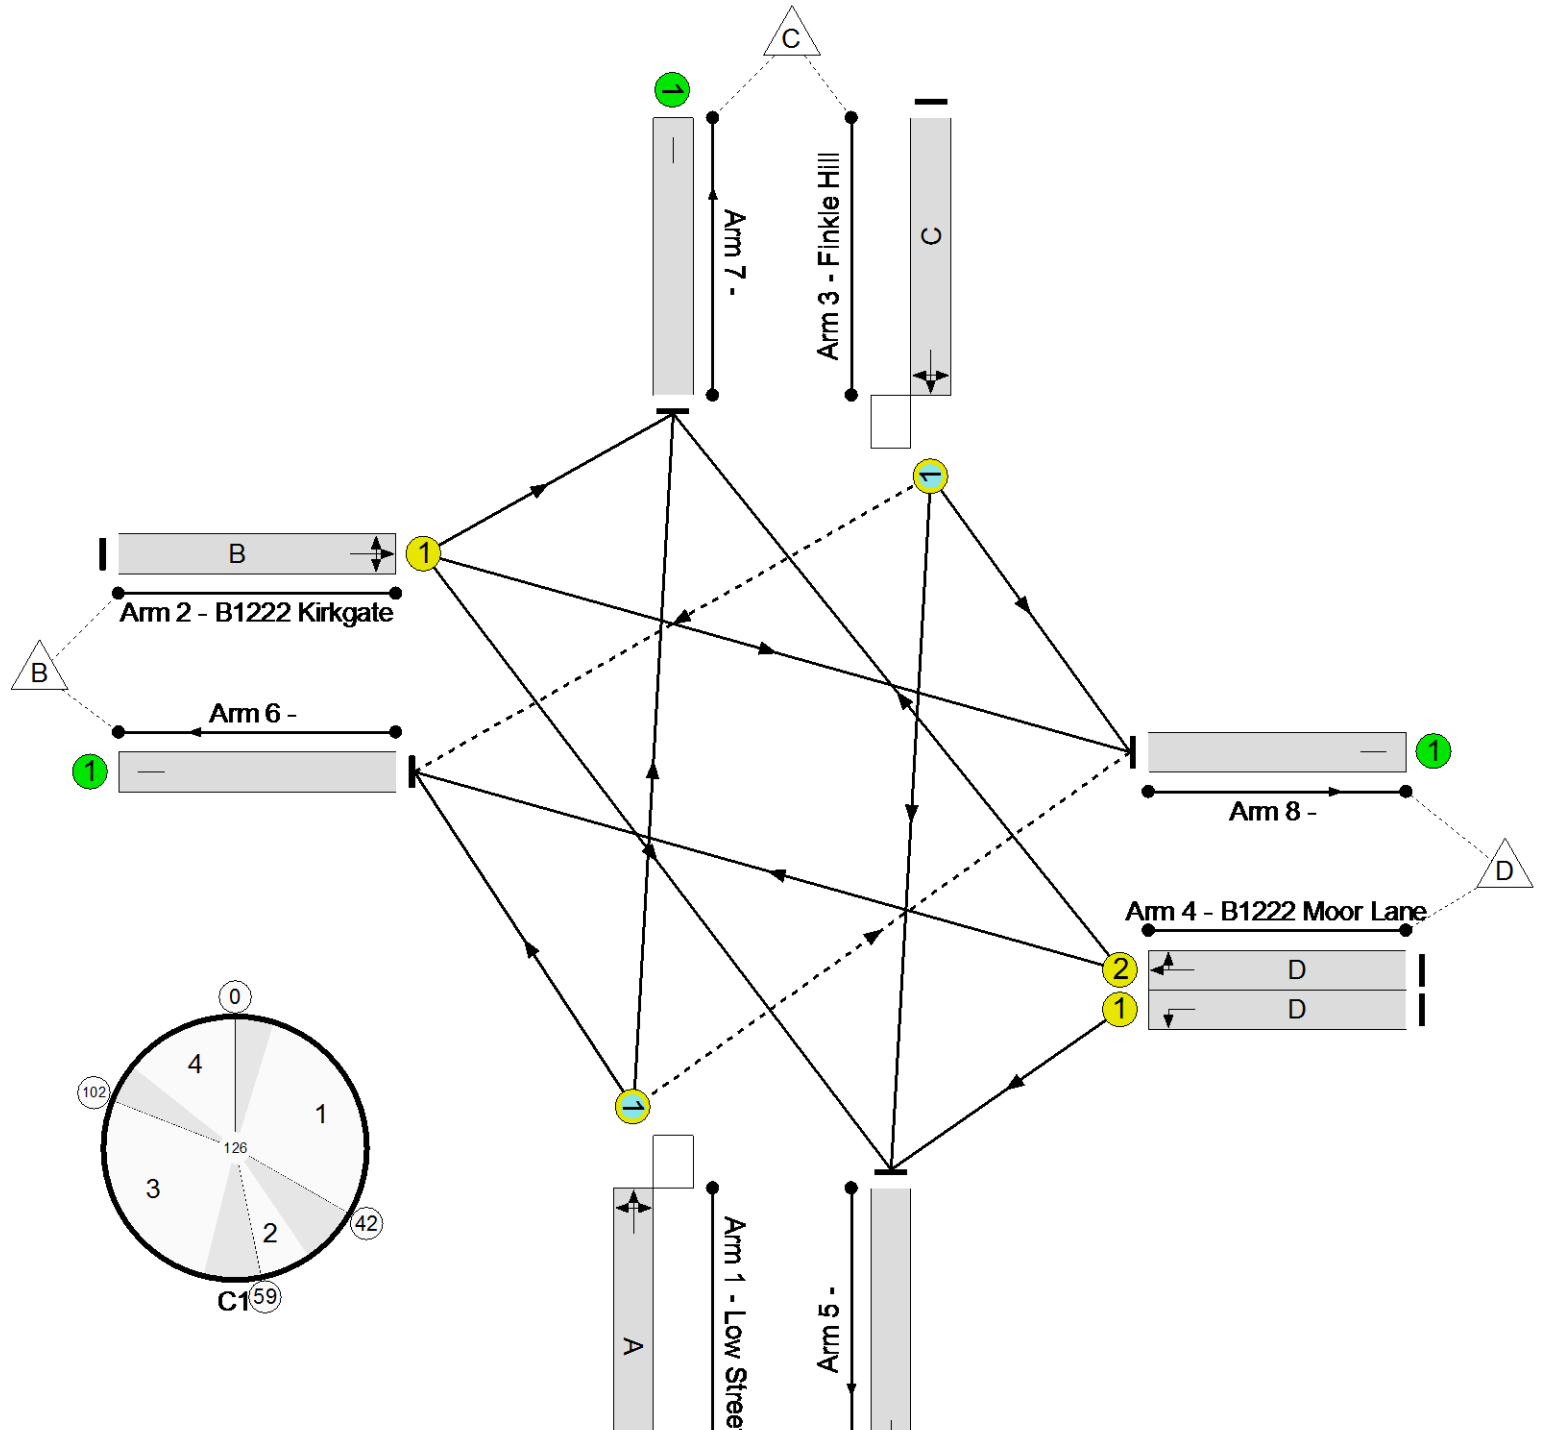 C
1
C
Arm 7 -
Arm 3 - Finkle Hill
1
B
1
Arm 2 - B1222 Kirkgate
B
Arm 6 -
1
1
Arm 8 -
D
Arm 4 - B1222 Moor Lane
2
D
1
D
0
4
102
1
126
3
2
42
C1
59
1
A
Arm 1 - Low Stree
Arm 5 -